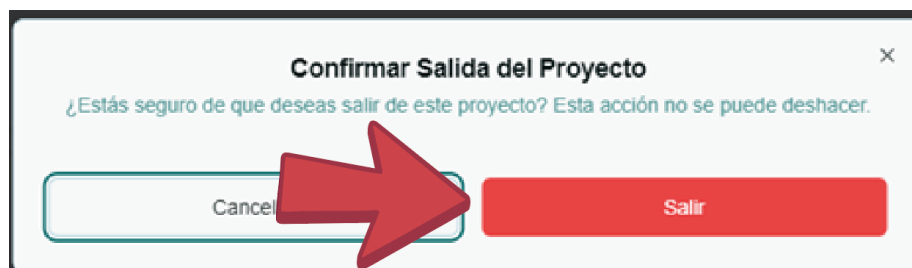 Confirmar Salida del Proyecto
¿Estás seguro de que deseas salir de este proyecto? Esta acción no se puede deshacer.
Cancel
Salir